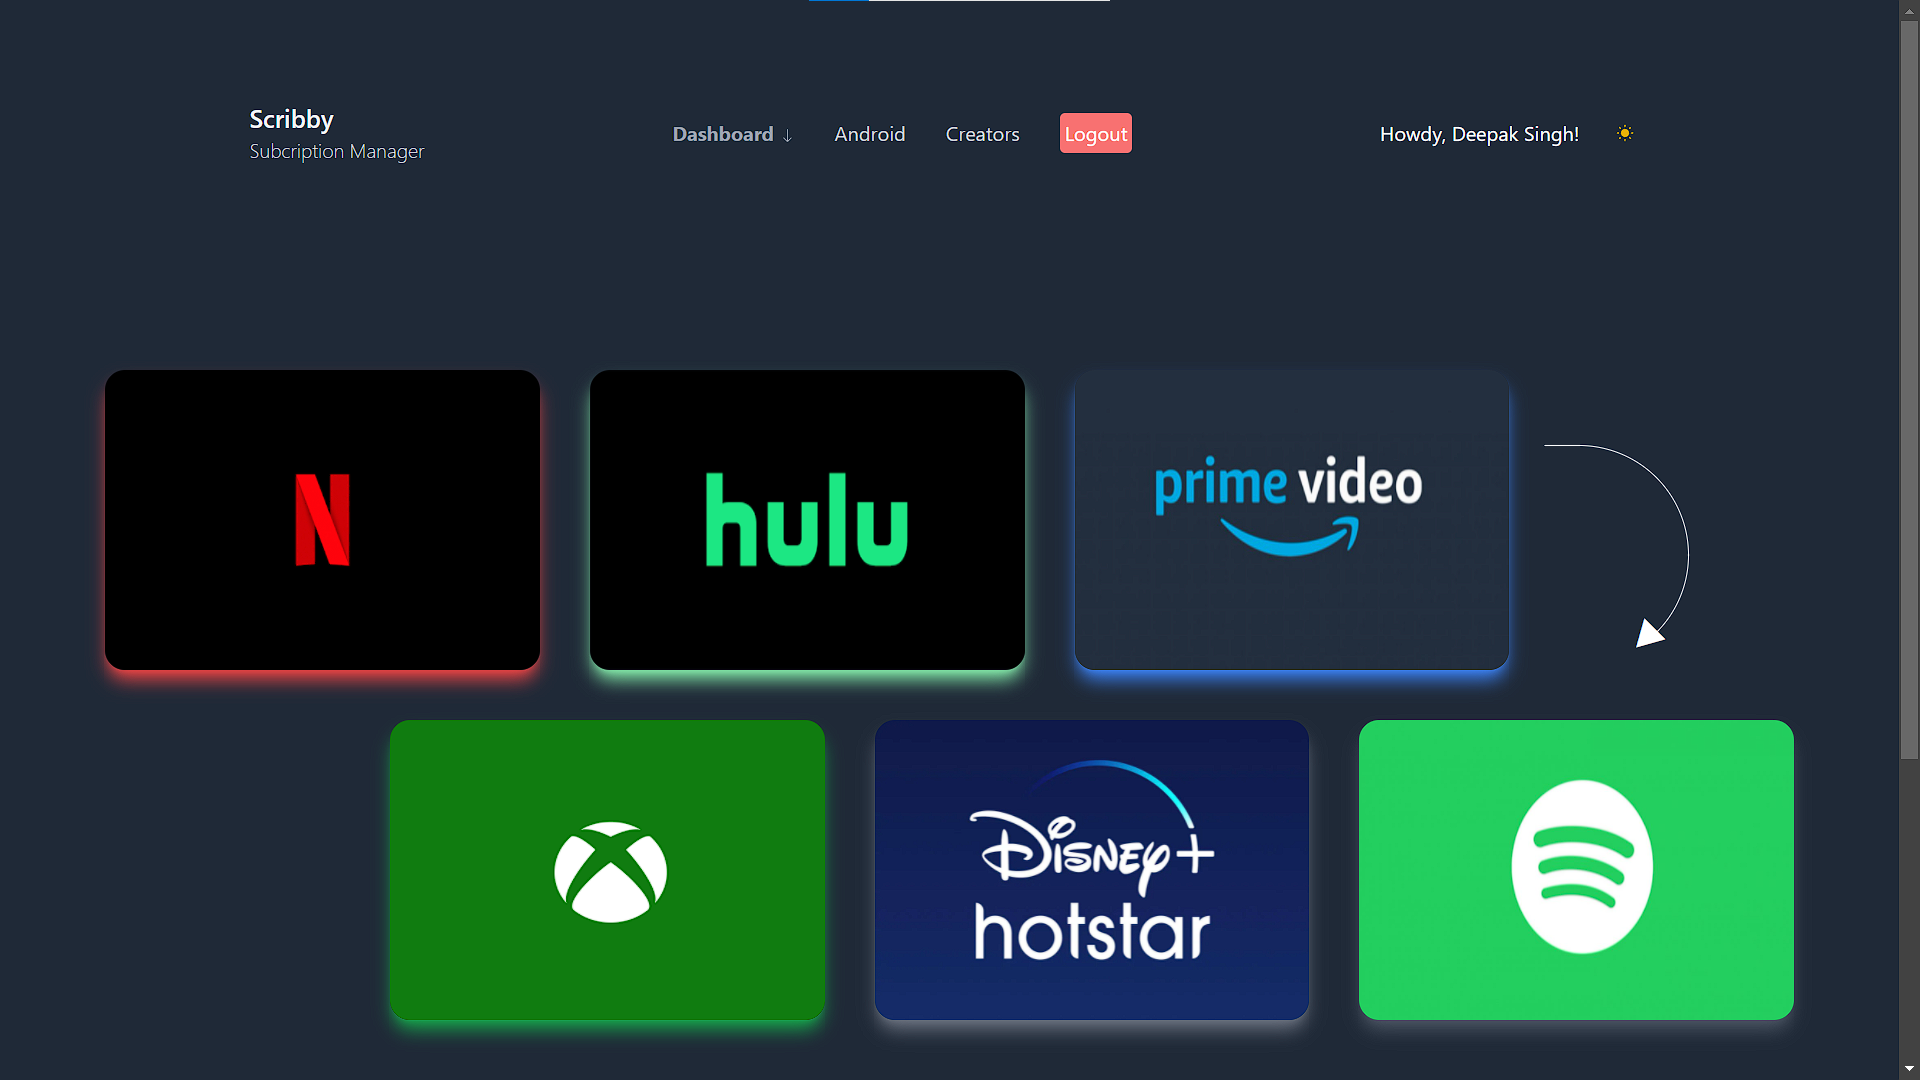 Scribby
Subcription Manager
Dashboard ↓
Android
Creators
Logout
Howdy, Deepak Singh!
N
hulu
prime video
Disney+
hotstar